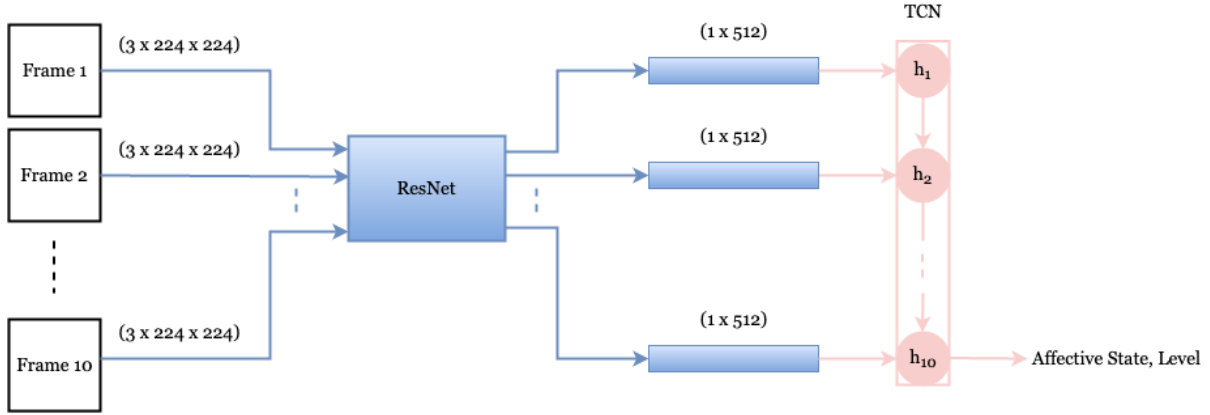 TCN
(3 x 224 x 224)
(1 x 512)
Frame 1
h1
(3 x 224 x 224)
(1 x 512)
Frame 2
ResNet
h2
(3 x 224 x 224)
(1 x 512)
Frame 10
h10
Affective State, Level